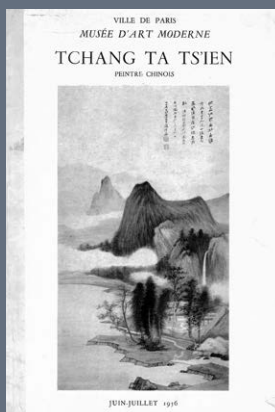 VILLE DE PARIS
MUSÉE D'ART MODERNE
TCHANG TA TS'IEN
PEINTRE CHINOIS
JUIN-JUILLET 1956